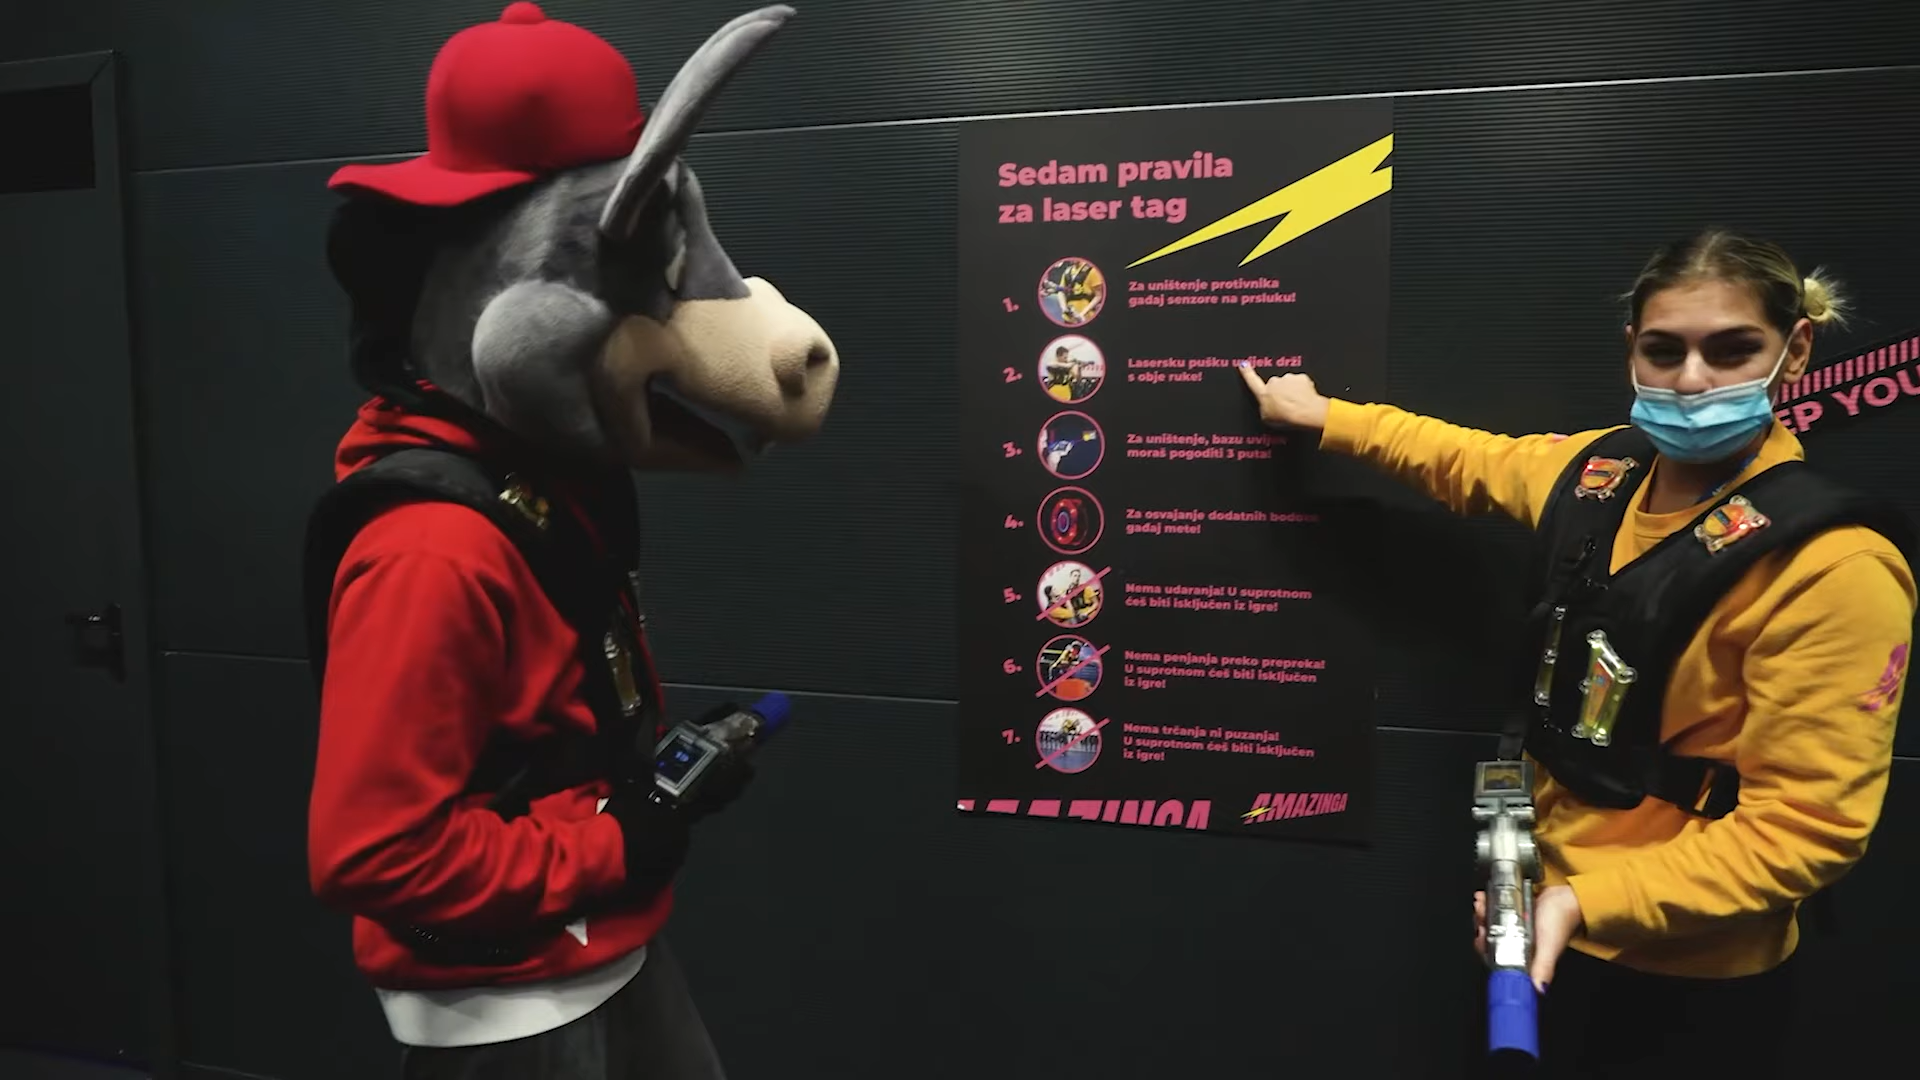 Sedam pravila
za laser tag
1.
Za uništenje protivnika
gađaj senzore na prsluku!
2.
Lasersku pušku uvijek drži
s obje ruke!
3.
Za uništenje, bazu uvijek
moraš pogoditi 3 puta!
4.
Za osvajanje dodatnih bodova
gađaj mete!
5.
Nema udaranja! U suprotnom
ćeš biti isključen iz igre!
6.
Nema penjanja preko prepreka!
U suprotnom ćeš biti isključen
iz igre!
7.
Nema trčanja ni puzanja!
U suprotnom ćeš biti isključen
iz igre!
AMAZINGA
AMAZINGA
YOU